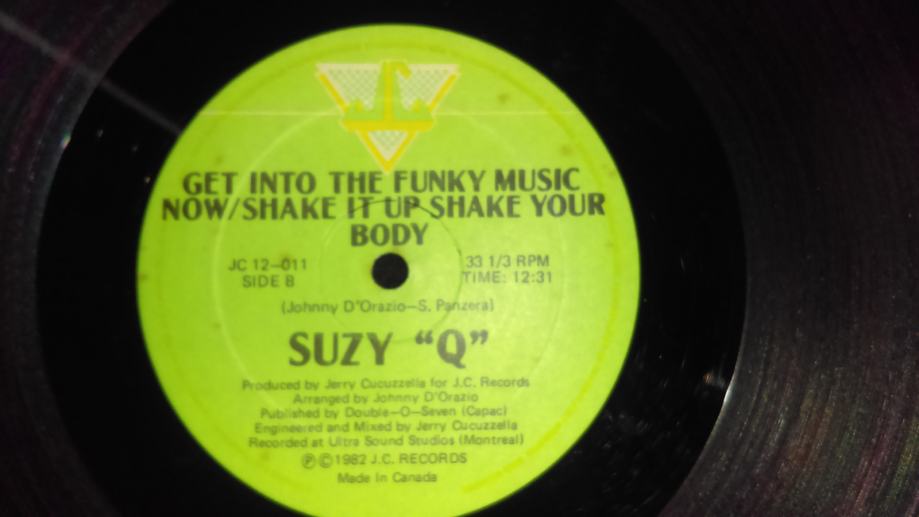 GET INTO THE FUNKY MUSIC
NOW/SHAKE IT UP SHAKE YOUR
BODY
JC 12-011
SIDE B
33 1/3 RPM
TIME: 12:31
(Johnny D'Orazio-S. Panzera)
SUZY "Q"
Produced by Jerry Cucuzzella for J.C. Records
Arranged by Johnny D'Orazio
Published by Double-O-Seven (Capac)
Engineered and Mixed by Jerry Cucuzzella
Recorded at Ultra Sound Studios (Montreal)
℗©1982 J.C. RECORDS
Made In Canada